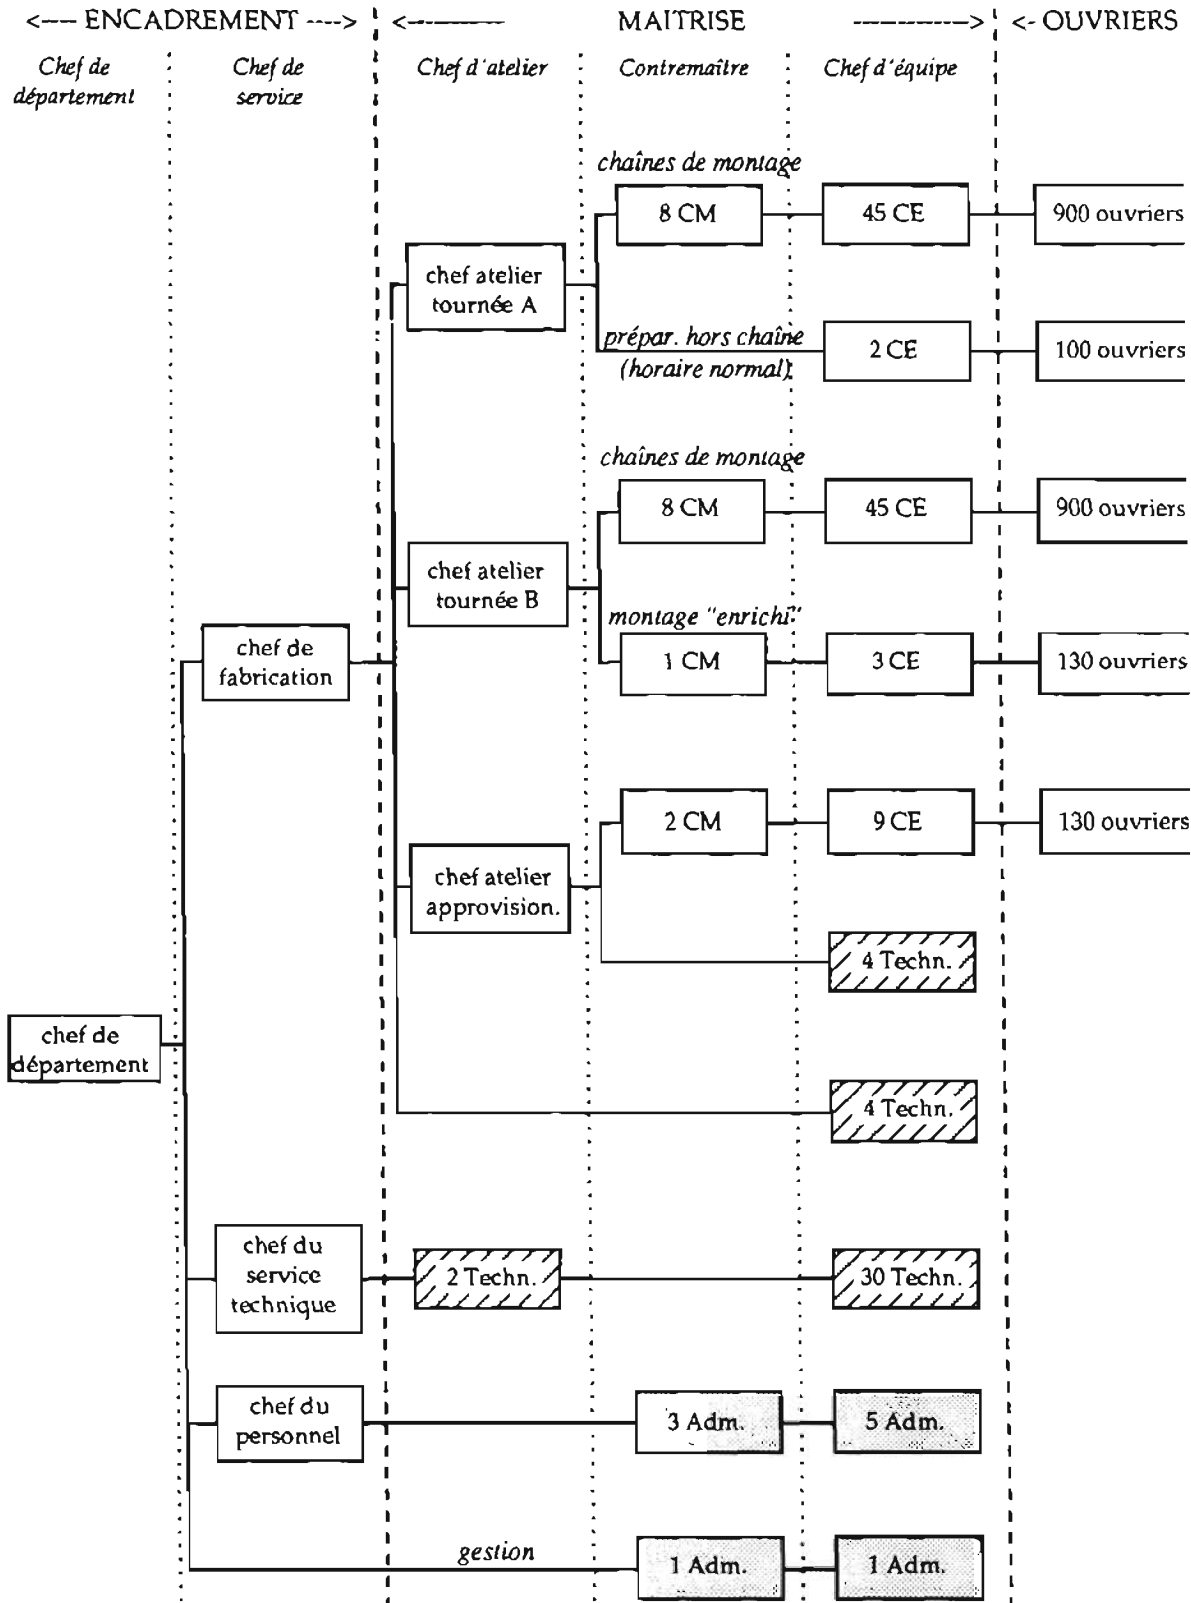 <---- ENCADREMENT ----> <------------ MAITRISE ------------> <- OUVRIERS
Chef de
département
Chef de
service
Chef d'atelier
Contremaître
Chef d'équipe
chaînes de montage
8 CM
45 CE
900 ouvriers
chef atelier
tournée A
prépar. hors chaîne
(horaire normal)
2 CE
100 ouvriers
chaînes de montage
8 CM
45 CE
900 ouvriers
chef atelier
tournée B
montage "enrichi"
1 CM
3 CE
130 ouvriers
chef de
fabrication
2 CM
9 CE
130 ouvriers
chef atelier
approvision.
4 Techn.
chef de
département
4 Techn.
chef du
service
technique
2 Techn.
30 Techn.
chef du
personnel
3 Adm.
5 Adm.
gestion
1 Adm.
1 Adm.